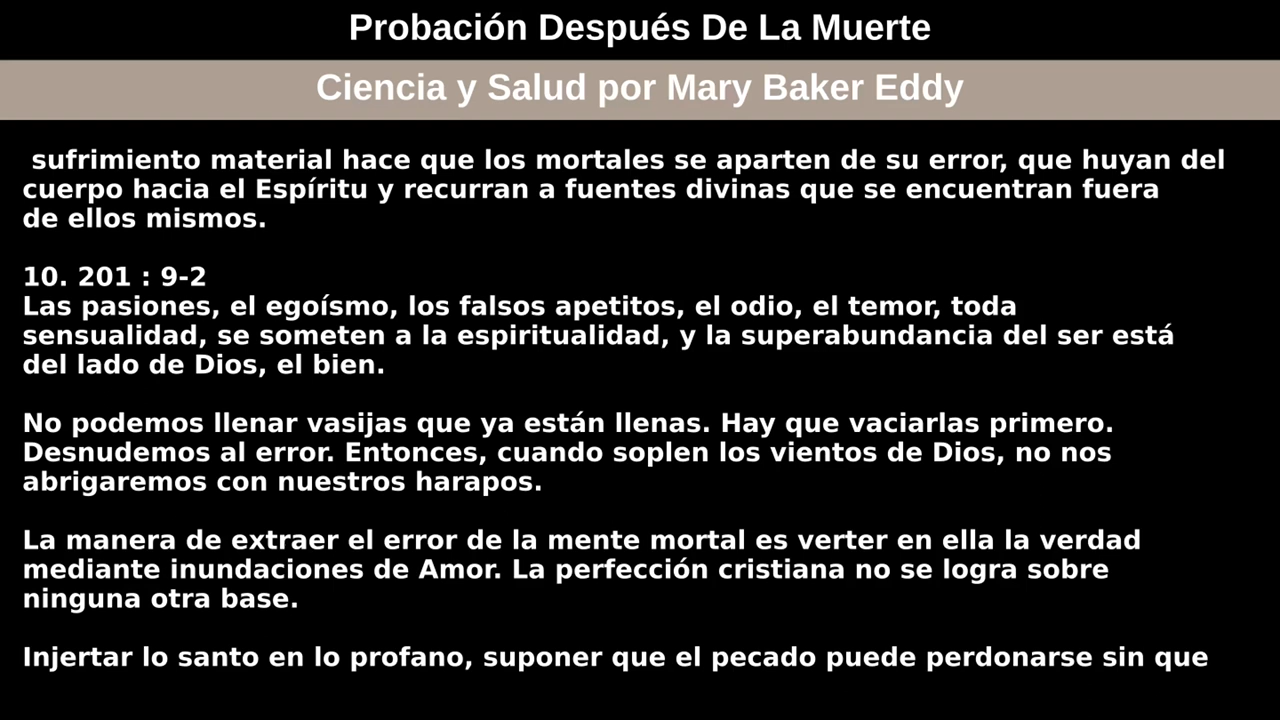 Probación Después De La Muerte
Ciencia y Salud por Mary Baker Eddy
sufrimiento material hace que los mortales se aparten de su error, que huyan del
cuerpo hacia el Espíritu y recurran a fuentes divinas que se encuentran fuera
de ellos mismos.
10. 201 : 9-2
Las pasiones, el egoísmo, los falsos apetitos, el odio, el temor, toda
sensualidad, se someten a la espiritualidad, y la superabundancia del ser está
del lado de Dios, el bien.
No podemos llenar vasijas que ya están llenas. Hay que vaciarlas primero.
Desnudemos al error. Entonces, cuando soplen los vientos de Dios, no nos
abrigaremos con nuestros harapos.
La manera de extraer el error de la mente mortal es verter en ella la verdad
mediante inundaciones de Amor. La perfección cristiana no se logra sobre
ninguna otra base.
Injertar lo santo en lo profano, suponer que el pecado puede perdonarse sin que